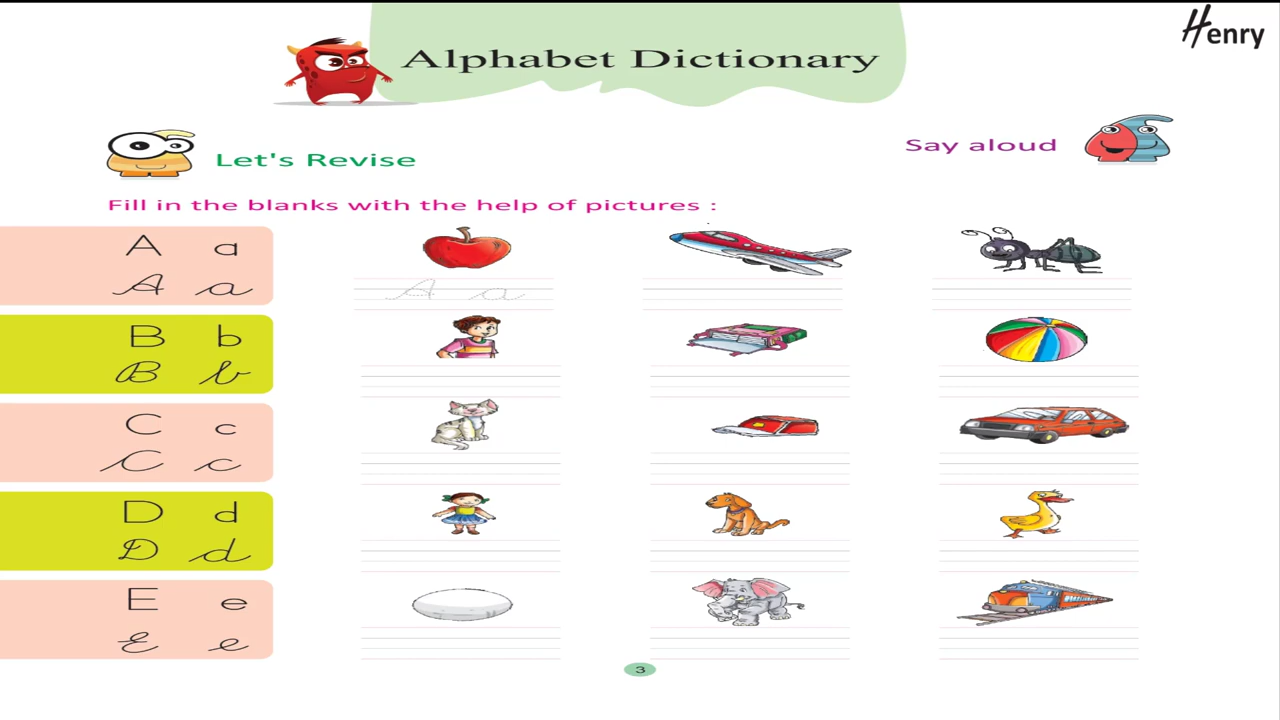 Henry
Alphabet Dictionary
Let's Revise
Say aloud
Fill in the blanks with the help of pictures :
A a
A a
A a
B b
B b
C c
C c
D d
D d
E e
E e
3